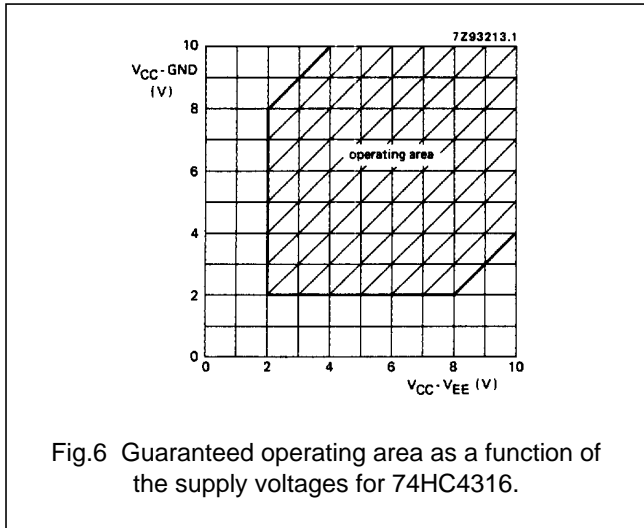 7Z93213.1
10
VCC - GND
(V)
8
operating area
6
4
2
0
0 2 4 6 8 10
VCC - VEE (V)
Fig.6 Guaranteed operating area as a function of
the supply voltages for 74HC4316.